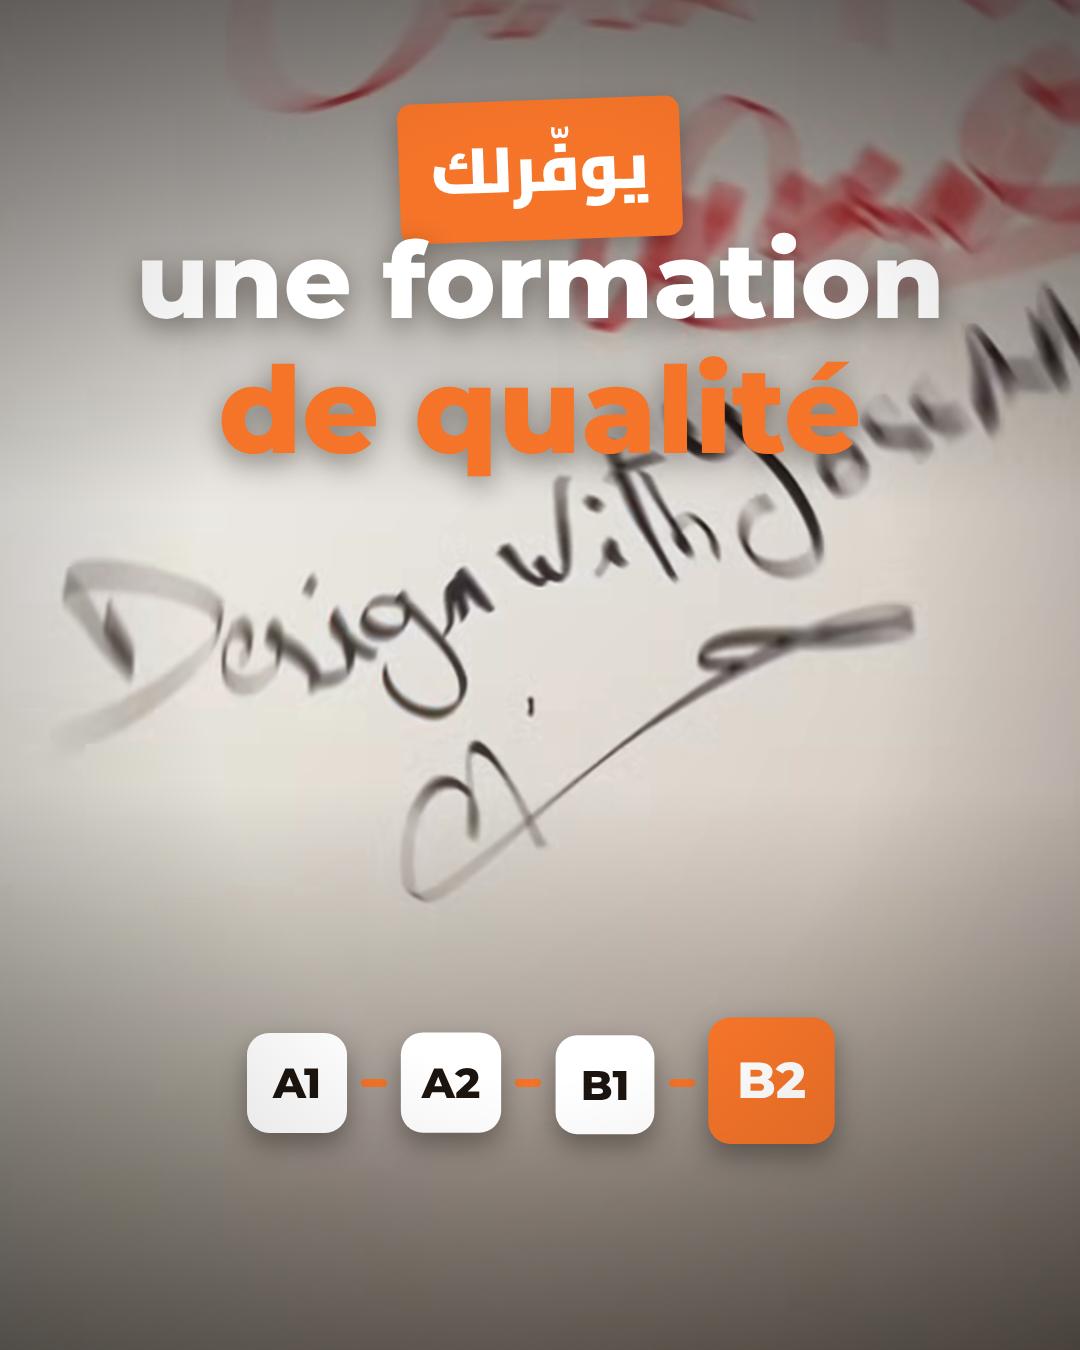 يوفّرلك
une formation
de qualité
Design With
A1 - A2 - B1 - B2